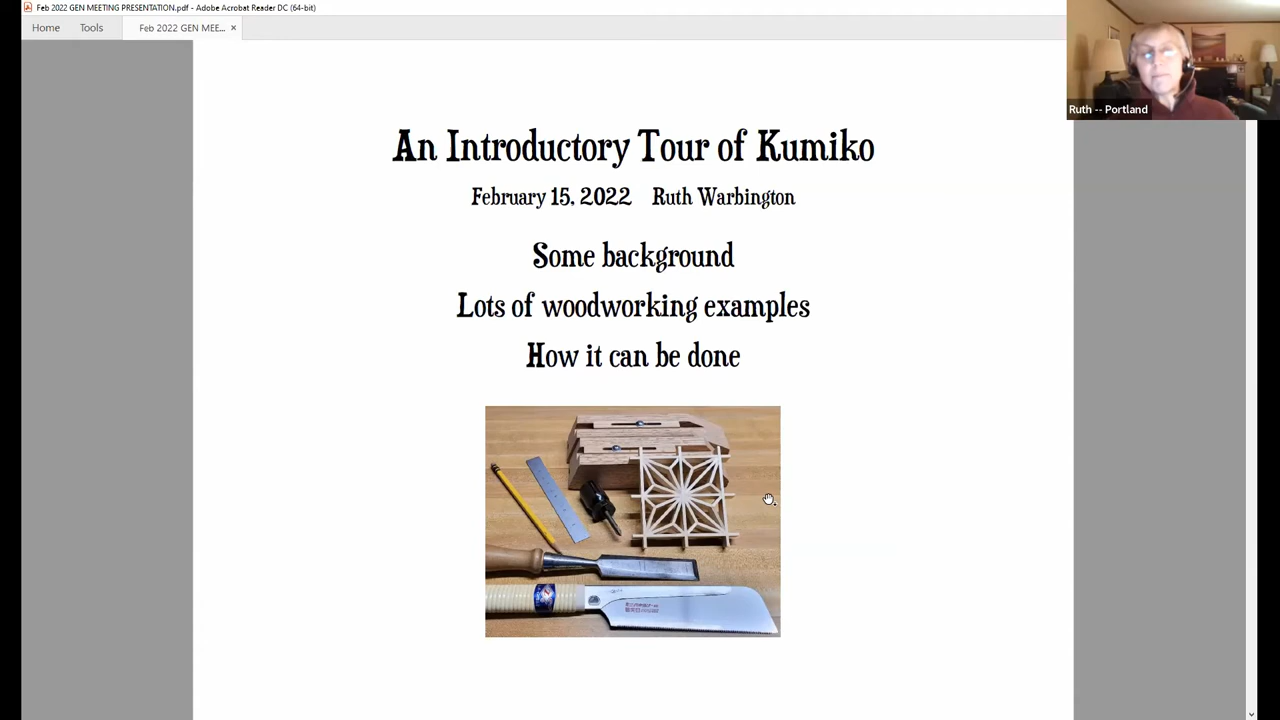 Feb 2022 GEN MEETING PRESENTATION.pdf - Adobe Acrobat Reader DC (64-bit)
Home
Tools
Feb 2022 GEN MEE...
Ruth -- Portland
An Introductory Tour of Kumiko
February 15, 2022 Ruth Warbington
Some background
Lots of woodworking examples
How it can be done